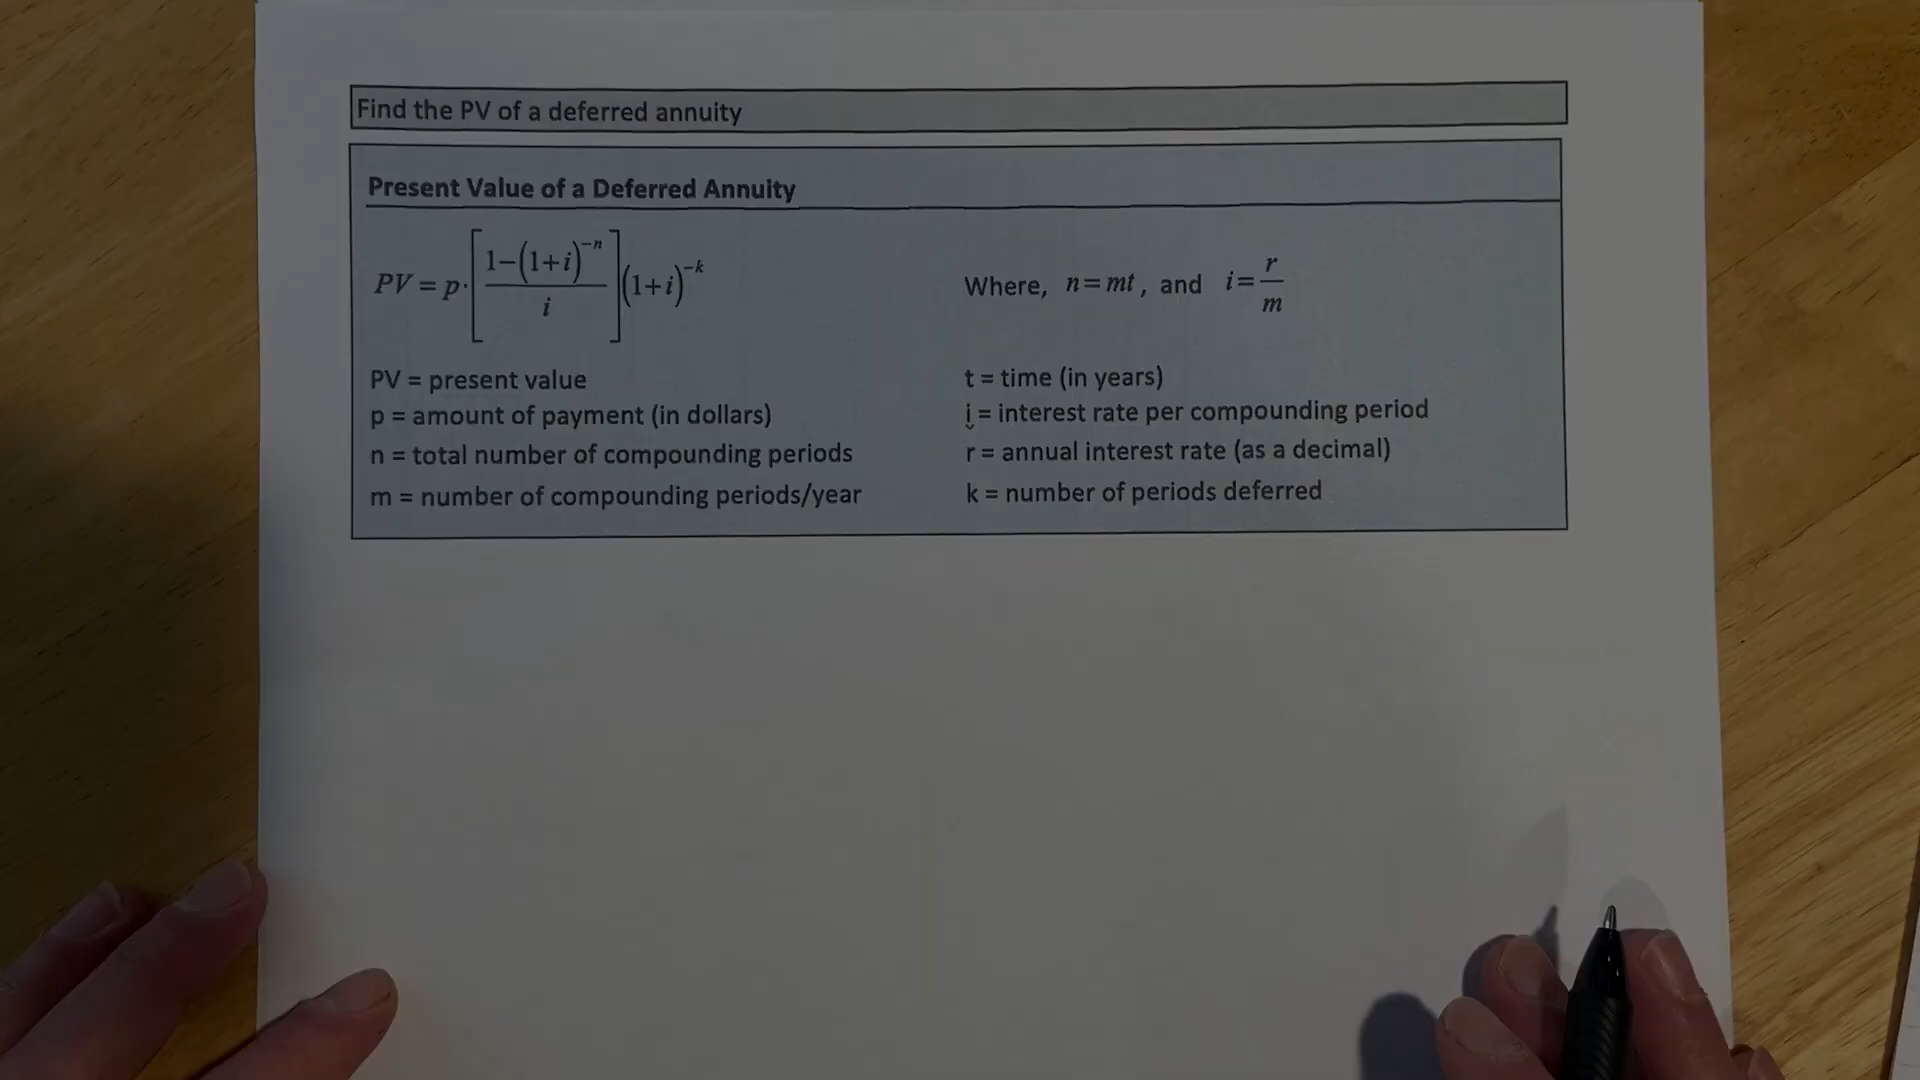 Find the PV of a deferred annuity
Present Value of a Deferred Annuity
PV = p·[1−(1+i)^−n / i](1+i)^−k
Where, n=mt, and i=r/m
PV = present value
p = amount of payment (in dollars)
n = total number of compounding periods
m = number of compounding periods/year
t = time (in years)
i = interest rate per compounding period
r = annual interest rate (as a decimal)
k = number of periods deferred